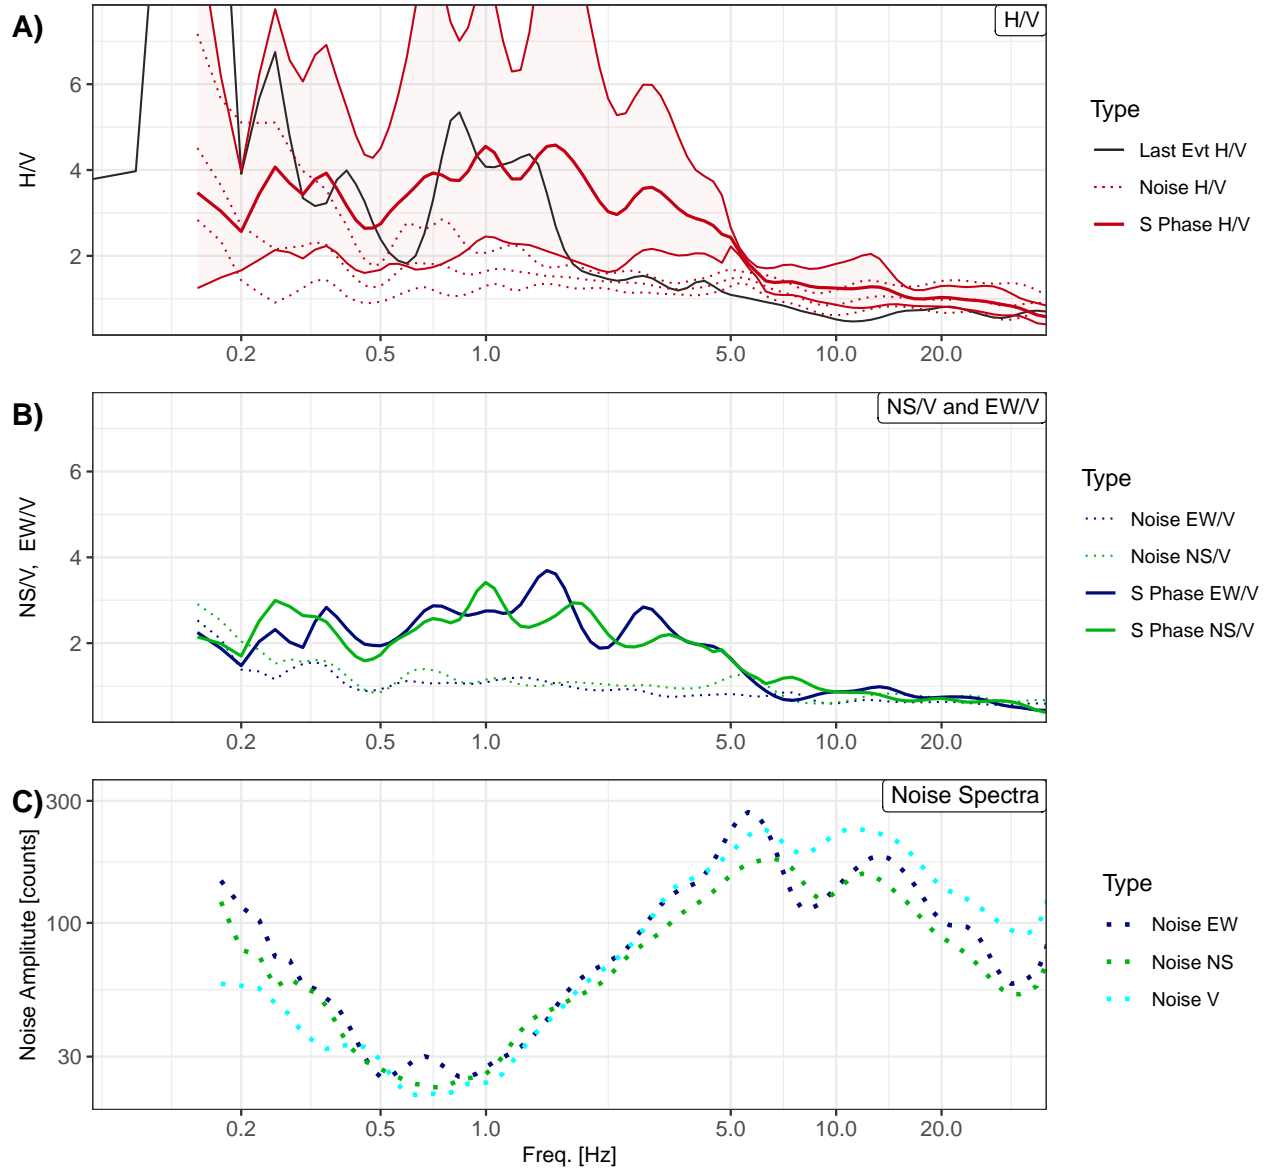 A)
H/V
6
4
2
H/V
0.2 0.5 1.0 5.0 10.0 20.0
Type
Last Evt H/V
Noise H/V
S Phase H/V
B)
NS/V and EW/V
6
4
2
NS/V, EW/V
0.2 0.5 1.0 5.0 10.0 20.0
Type
Noise EW/V
Noise NS/V
S Phase EW/V
S Phase NS/V
C)
Noise Spectra
300
100
30
Noise Amplitute [counts]
0.2 0.5 1.0 5.0 10.0 20.0
Freq. [Hz]
Type
Noise EW
Noise NS
Noise V